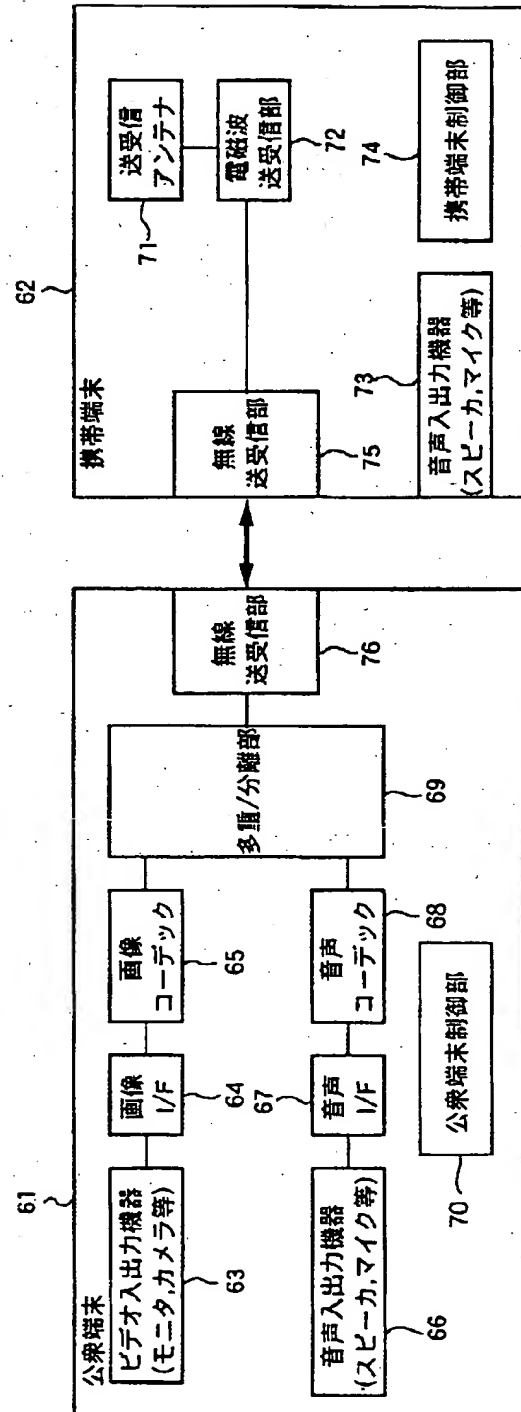 61
公衆端末
ビデオ入出力機器
(モニタ,カメラ等)
63
画像
I/F
64
画像
コーデック
65
音声入出力機器
(スピーカ,マイク等)
66
音声
I/F
67
音声
コーデック
68
多重/分離部
69
無線
送受信部
76
公衆端末制御部
70
62
携帯端末
無線
送受信部
75
送受信
アンテナ
71
電磁波
送受信部
72
音声入出力機器
(スピーカ,マイク等)
73
携帯端末制御部
74